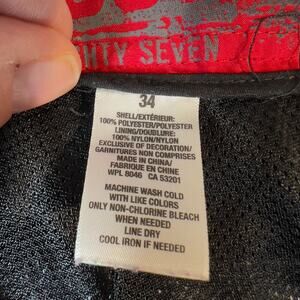 HTY SEVEN
34
SHELL/EXTÉRIEUR:
100% POLYESTER/POLYESTER
LINING/DOUBLURE:
100% NYLON/NYLON
EXCLUSIVE OF DECORATION/
GARNITURES NON COMPRISES
MADE IN CHINA/
FABRIQUE EN CHINE
WPL 8046 CA 53201
MACHINE WASH COLD
WITH LIKE COLORS
ONLY NON-CHLORINE BLEACH
WHEN NEEDED
LINE DRY
COOL IRON IF NEEDED